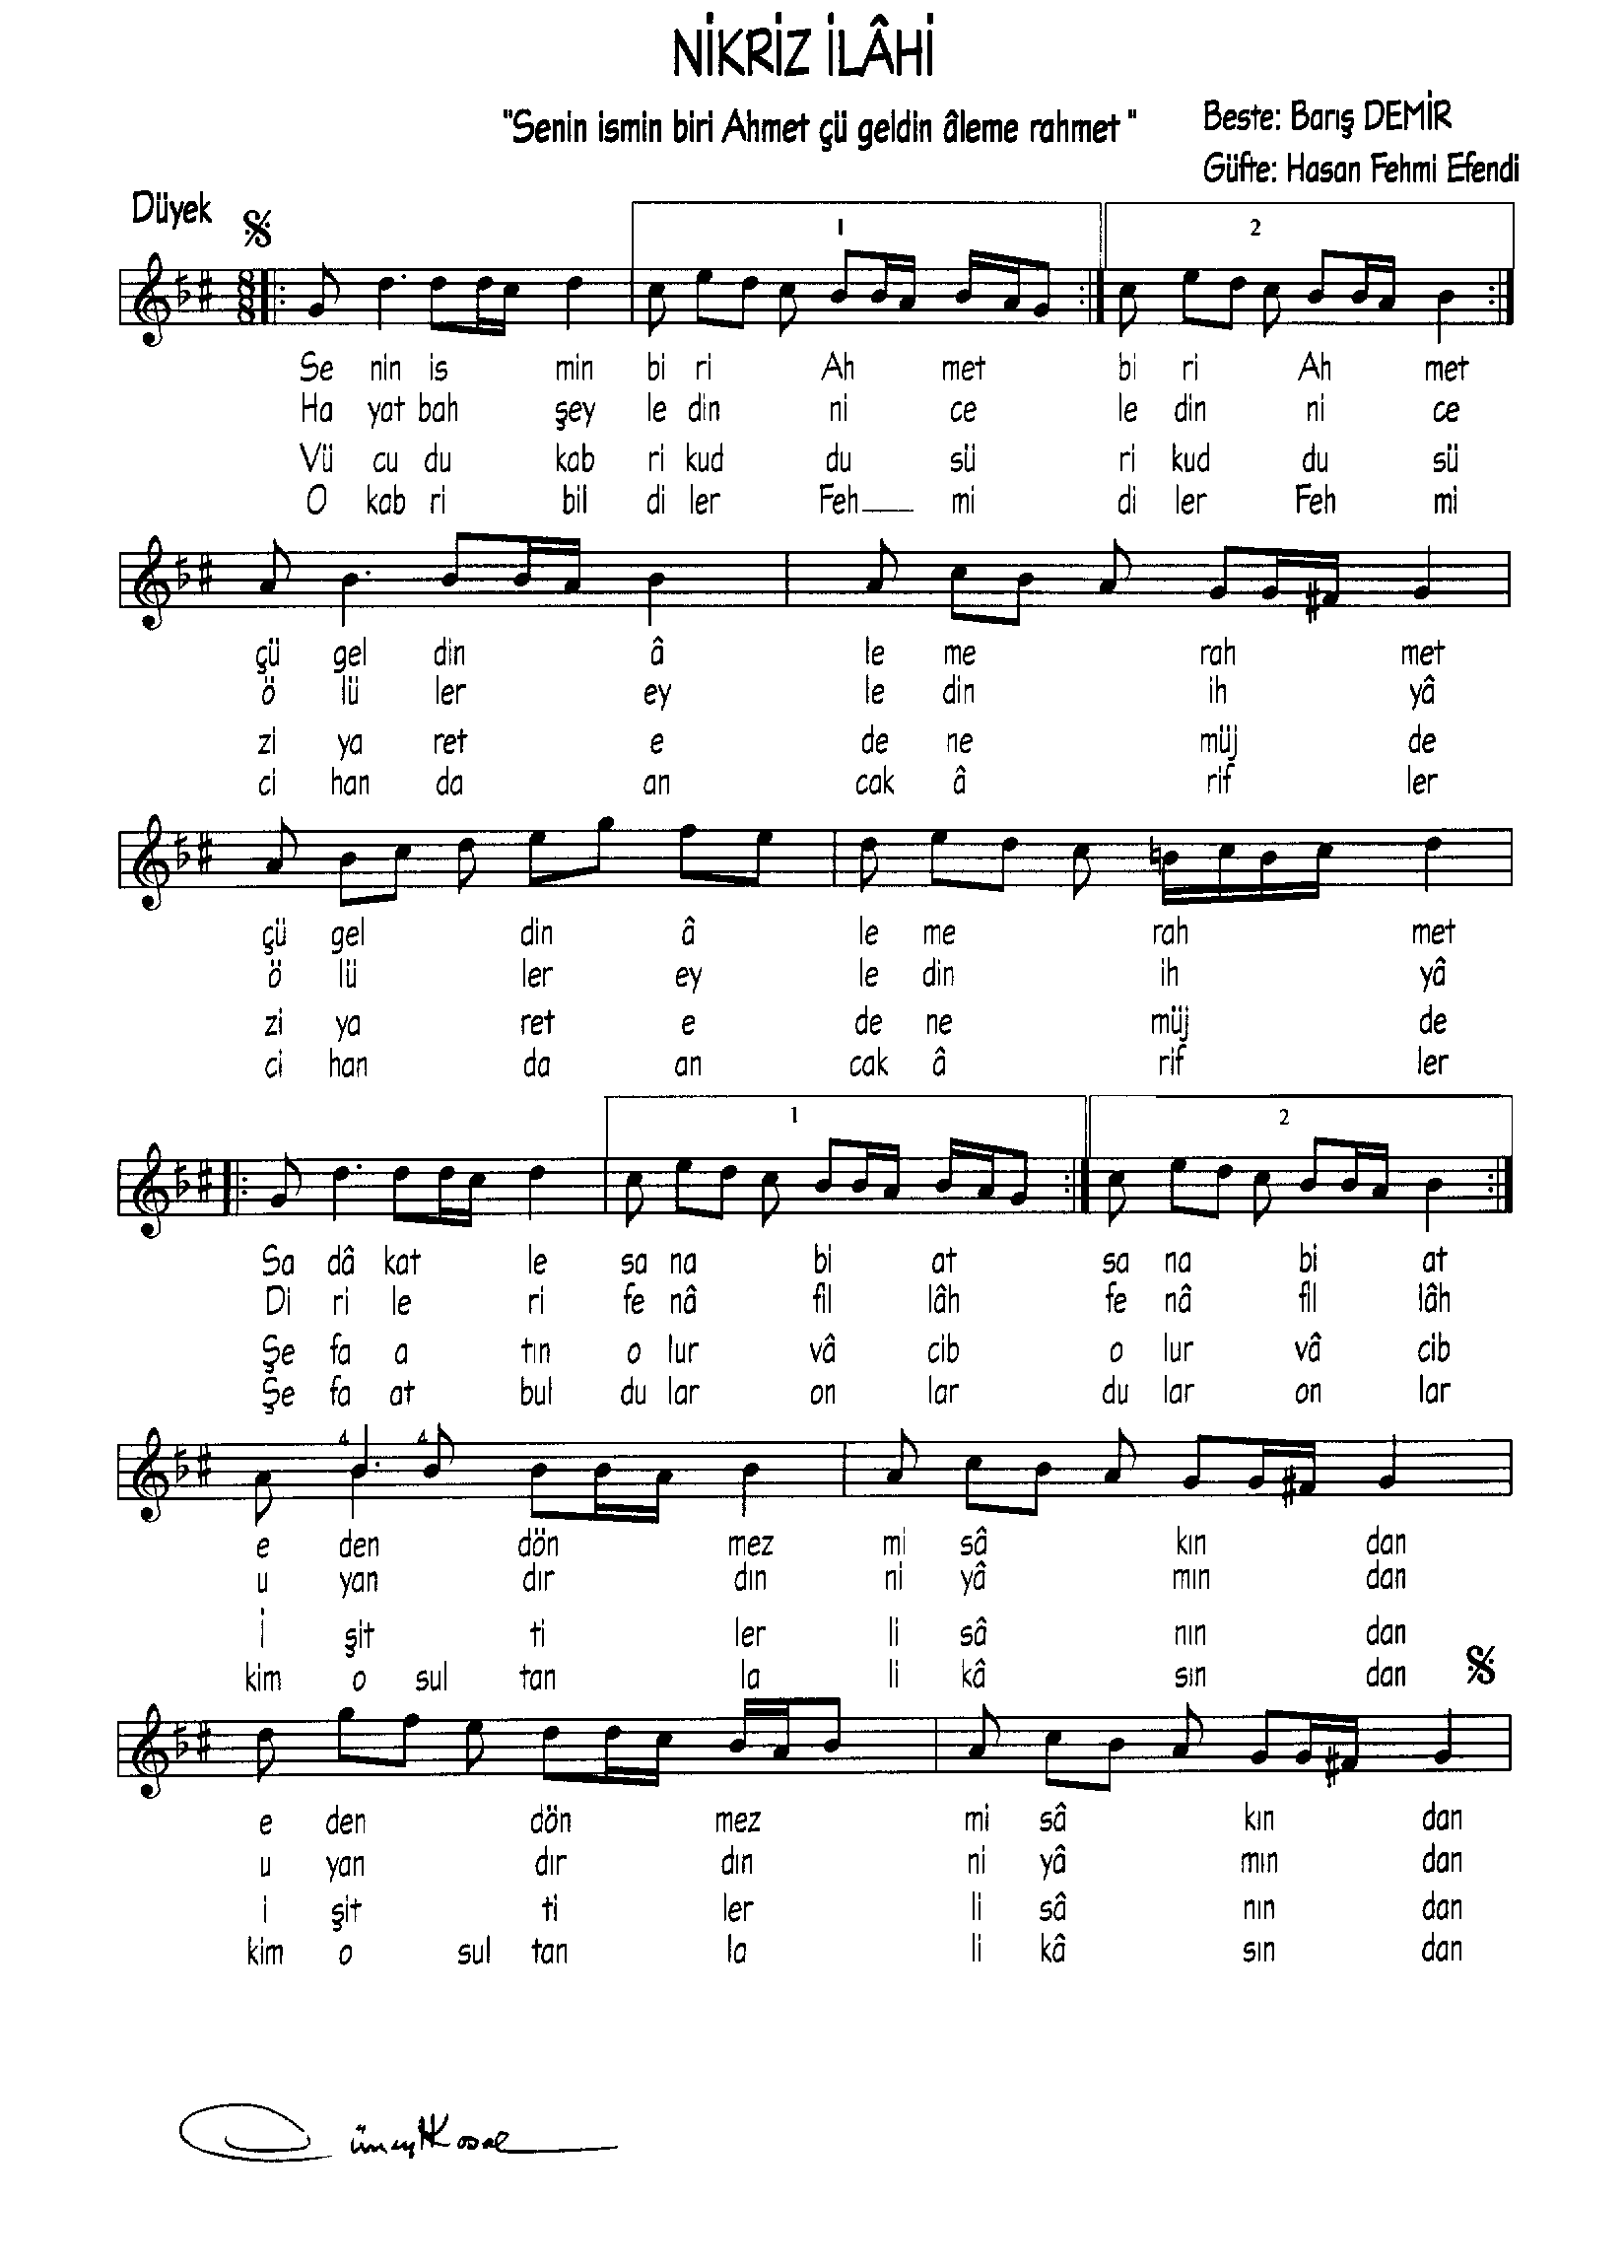 NİKRİZ İLÂHİ
"Senin ismin biri Ahmet çü geldin âleme rahmet"
Beste: Barış DEMİR
Güfte: Hasan Fehmi Efendi
Düyek
8 8 8
1 2
Se nin is min bi ri Ah met bi ri Ah met
Ha yat bah şey le din ni ce le din ni ce
Vü cu du kab ri kud du sü ri kud du sü
O kab ri bil di ler Feh___ mi di ler Feh mi
çü gel din â le me rah met
ö lü ler ey le din ih yâ
zi ya ret e de ne müj de
ci han da an cak â rif ler
çü gel din â le me rah met
ö lü ler ey le din ih yâ
zi ya ret e de ne müj de
ci han da an cak â rif ler
1 2
Sa dâ kat le sa na bi at sa na bi at
Di ri le ri fe nâ fil lâh fe nâ fil lâh
Şe fa a tın o lur vâ cib o lur vâ cib
Şe fa at bul du lar on lar du lar on lar
4 4
e den dön mez mi sâ kın dan
u yan dır dın ni yâ mın dan
İ şit ti ler li sâ nın dan
kim o sul tan la li kâ sın dan
e den dön mez mi sâ kın dan
u yan dır dın ni yâ mın dan
i şit ti ler li sâ nın dan
kim o sul tan la li kâ sın dan